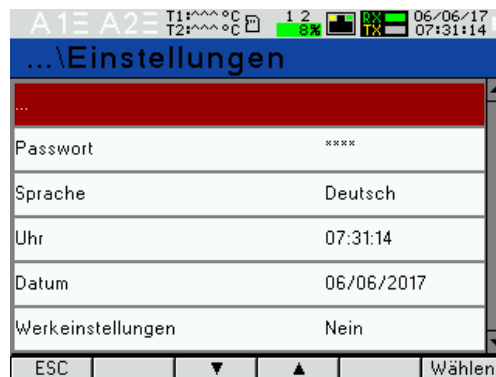 A1 A2 T1:^^^°C 1 2 RX 06/06/17
T2:^^^°C 8% TX 07:31:14
...\Einstellungen
...
Passwort ****
Sprache Deutsch
Uhr 07:31:14
Datum 06/06/2017
Werkeinstellungen Nein
ESC ▼ ▲ Wählen